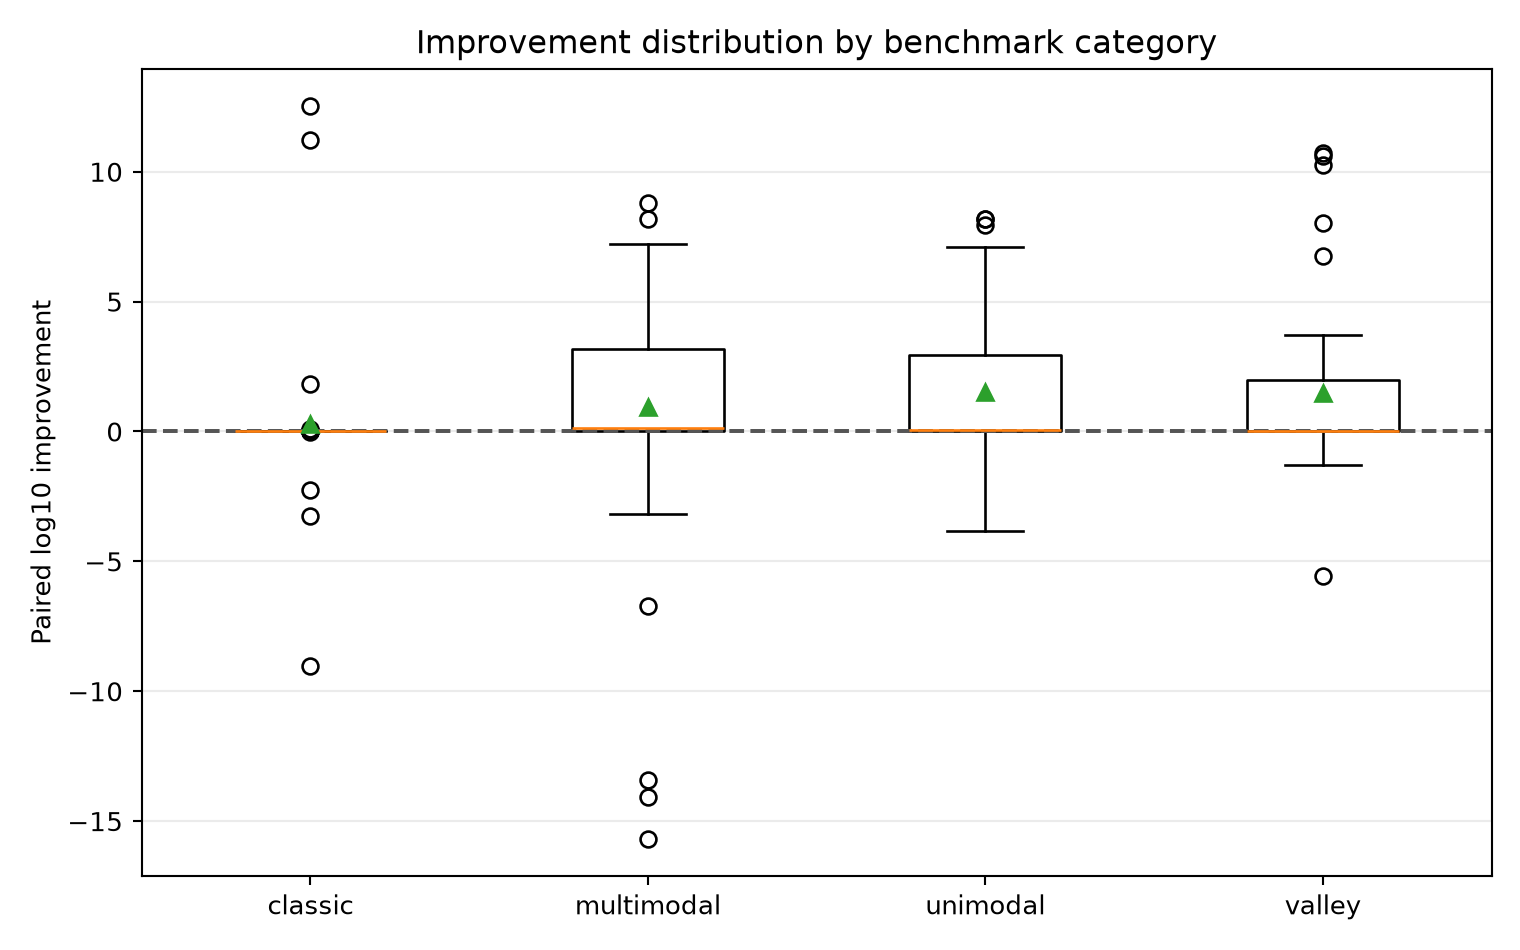 Improvement distribution by benchmark category
Paired log10 improvement
10
5
0
−5
−10
−15
classic
multimodal
unimodal
valley